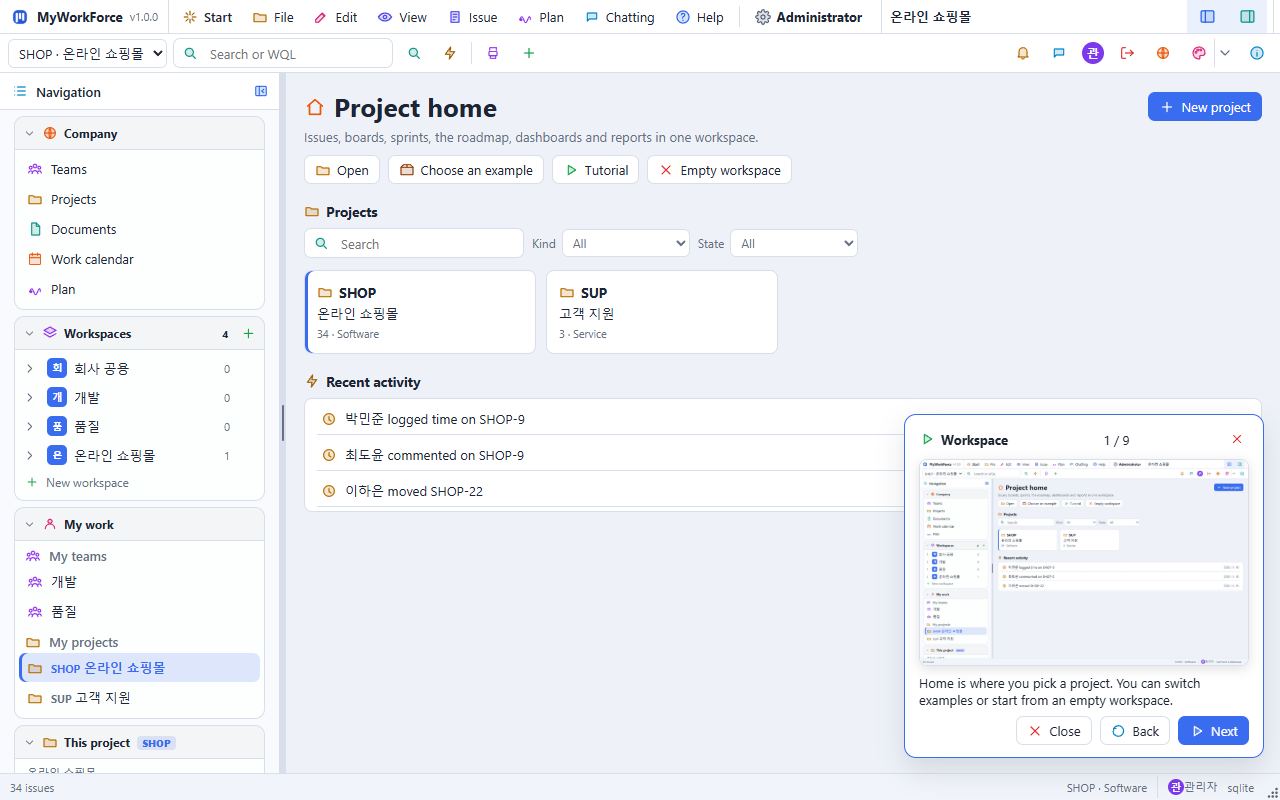 MyWorkForce v1.0.0 Start File Edit View Issue Plan Chatting Help Administrator 온라인 쇼핑몰
SHOP · 온라인 쇼핑몰 Search or WQL 관
Navigation
Company
Teams
Projects
Documents
Work calendar
Plan
Workspaces 4
회 회사 공용 0
개 개발 0
품 품질 0
온 온라인 쇼핑몰 1
New workspace
My work
My teams
개발
품질
My projects
SHOP 온라인 쇼핑몰
SUP 고객 지원
This project SHOP
온라인 쇼핑몰
Project home
New project
Issues, boards, sprints, the roadmap, dashboards and reports in one workspace.
Open Choose an example Tutorial Empty workspace
Projects
Search Kind All State All
SHOP
온라인 쇼핑몰
34 · Software
SUP
고객 지원
3 · Service
Recent activity
박민준 logged time on SHOP-9
최도윤 commented on SHOP-9
이하은 moved SHOP-22
Workspace 1 / 9
Project home
Home is where you pick a project. You can switch
examples or start from an empty workspace.
Close Back Next
34 issues SHOP · Software 관 관리자 sqlite